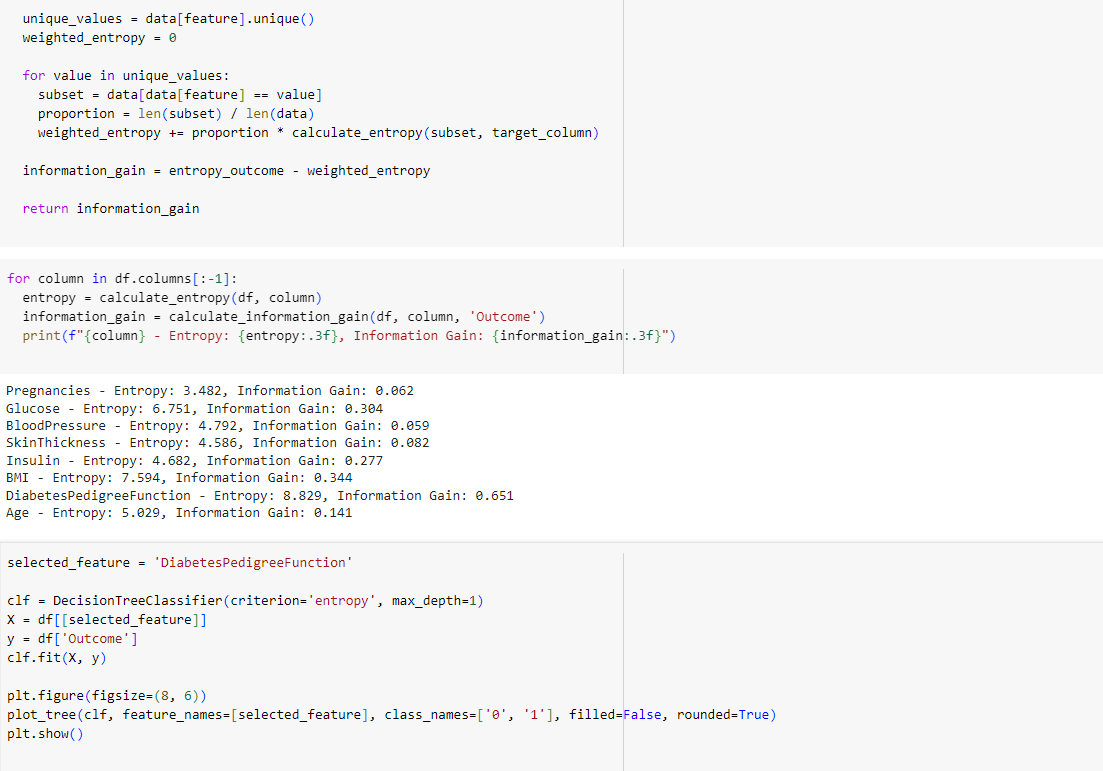 unique_values = data[feature].unique()
weighted_entropy = 0
for value in unique_values:
subset = data[data[feature] == value]
proportion = len(subset) / len(data)
weighted_entropy += proportion * calculate_entropy(subset, target_column)
information_gain = entropy_outcome - weighted_entropy
return information_gain
for column in df.columns[:-1]:
entropy = calculate_entropy(df, column)
information_gain = calculate_information_gain(df, column, 'Outcome')
print(f"{column} - Entropy: {entropy:.3f}, Information Gain: {information_gain:.3f}")
Pregnancies - Entropy: 3.482, Information Gain: 0.062
Glucose - Entropy: 6.751, Information Gain: 0.304
BloodPressure - Entropy: 4.792, Information Gain: 0.059
SkinThickness - Entropy: 4.586, Information Gain: 0.082
Insulin - Entropy: 4.682, Information Gain: 0.277
BMI - Entropy: 7.594, Information Gain: 0.344
DiabetesPedigreeFunction - Entropy: 8.829, Information Gain: 0.651
Age - Entropy: 5.029, Information Gain: 0.141
selected_feature = 'DiabetesPedigreeFunction'
clf = DecisionTreeClassifier(criterion='entropy', max_depth=1)
X = df[[selected_feature]]
y = df['Outcome']
clf.fit(X, y)
plt.figure(figsize=(8, 6))
plot_tree(clf, feature_names=[selected_feature], class_names=['0', '1'], filled=False, rounded=True)
plt.show()